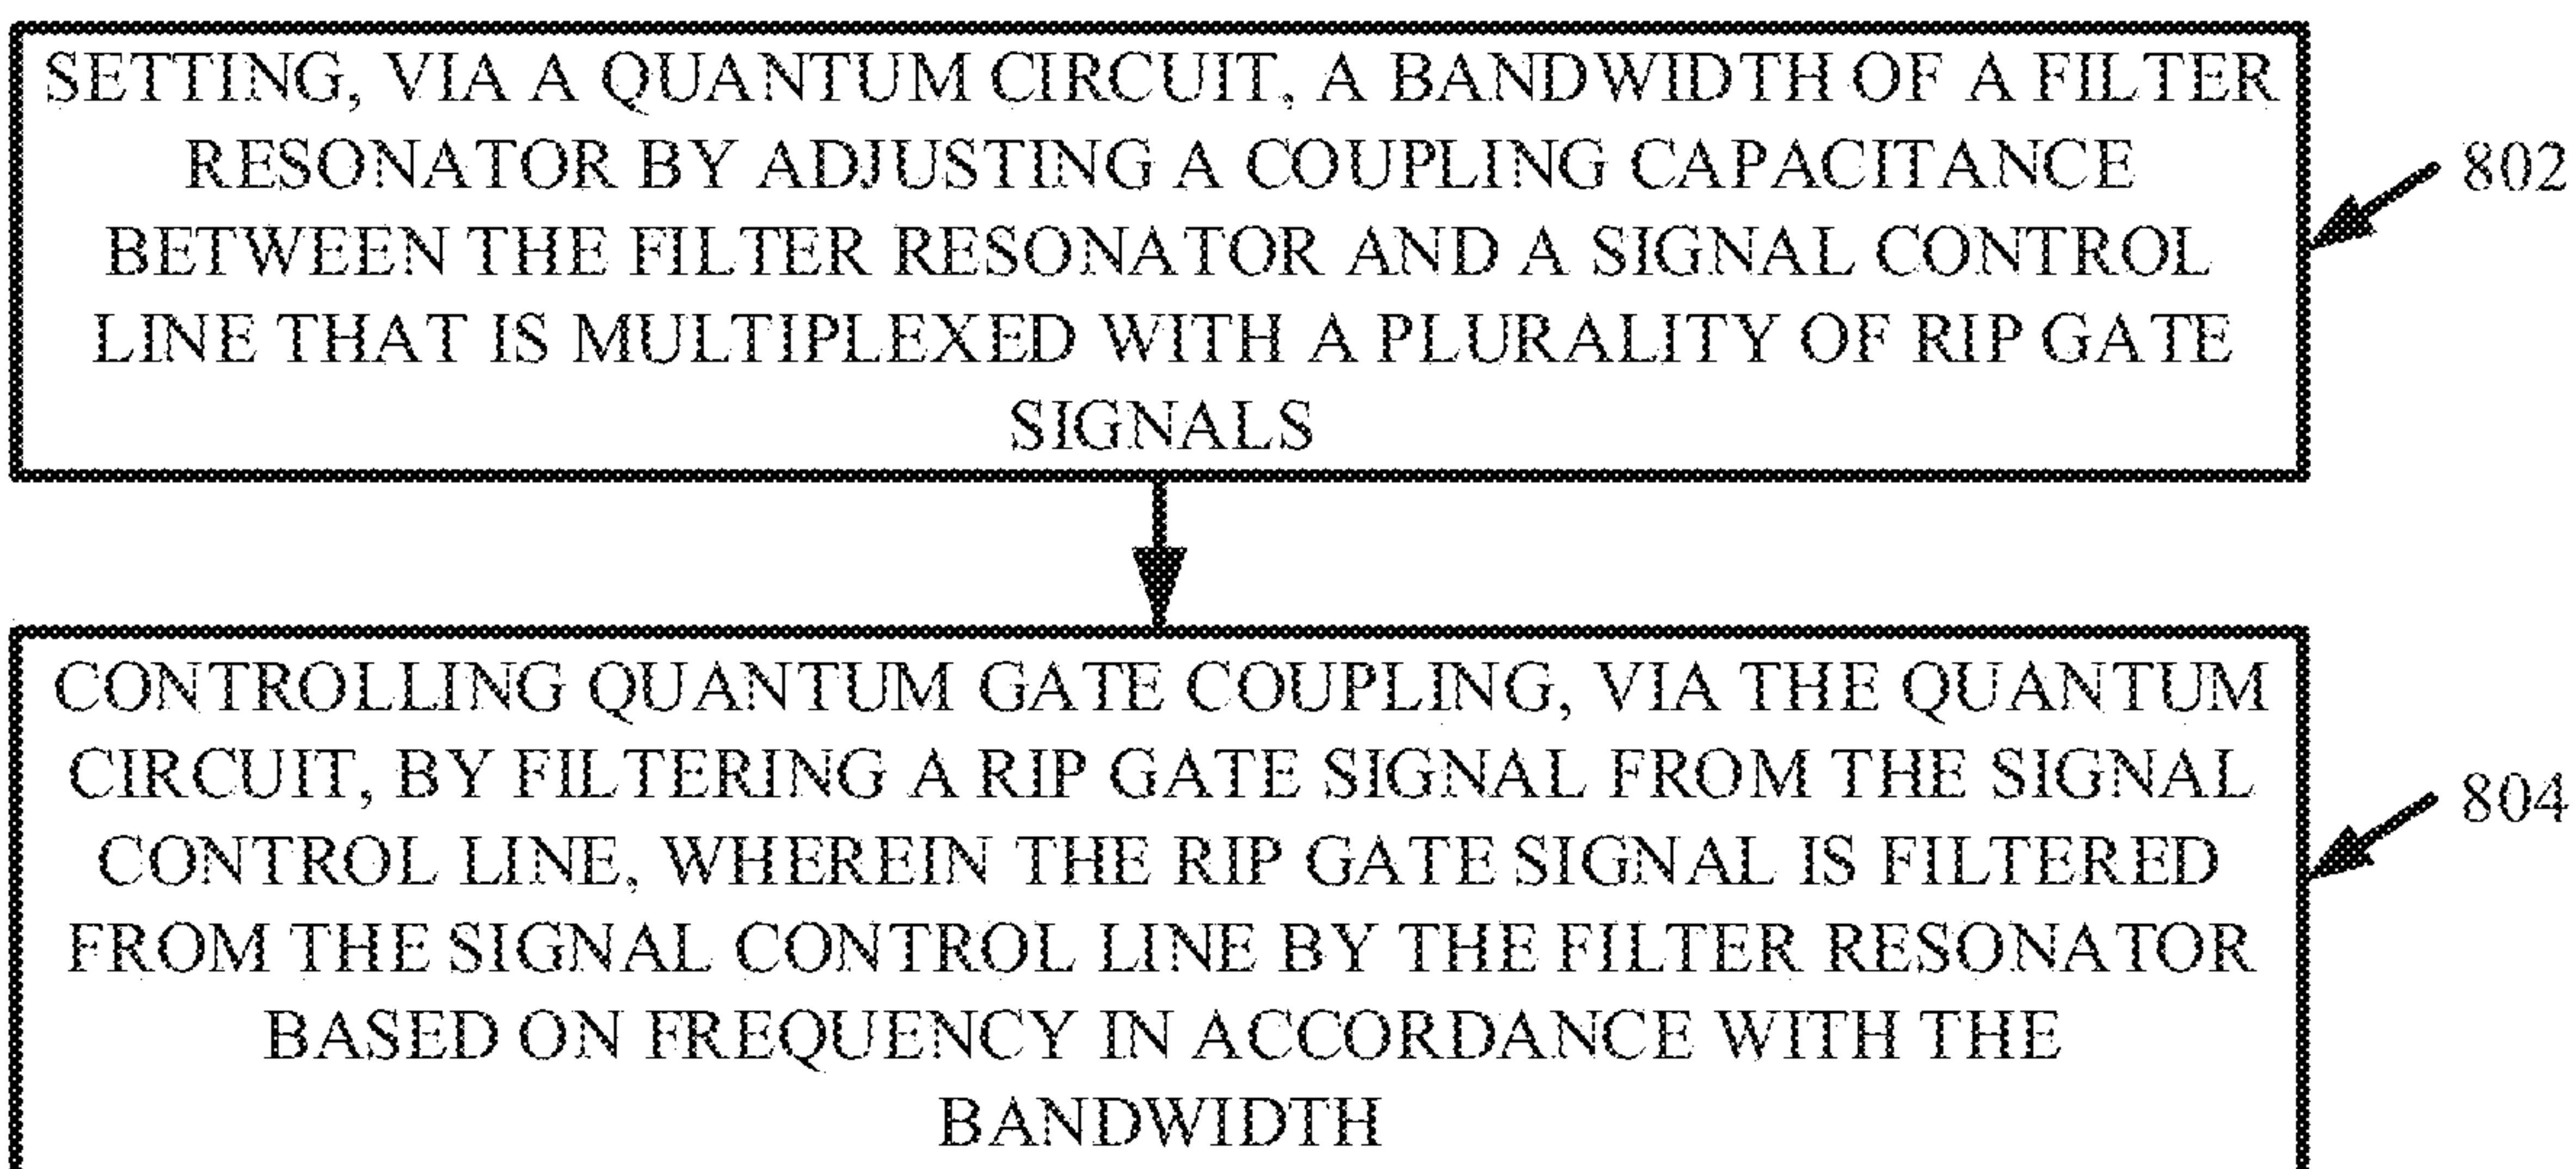 SETTING, VIA A QUANTUM CIRCUIT, A BANDWIDTH OF A FILTER
RESONATOR BY ADJUSTING A COUPLING CAPACITANCE
BETWEEN THE FILTER RESONATOR AND A SIGNAL CONTROL
LINE THAT IS MULTIPLEXED WITH A PLURALITY OF RIP GATE
SIGNALS
802
CONTROLLING QUANTUM GATE COUPLING, VIA THE QUANTUM
CIRCUIT, BY FILTERING A RIP GATE SIGNAL FROM THE SIGNAL
CONTROL LINE, WHEREIN THE RIP GATE SIGNAL IS FILTERED
FROM THE SIGNAL CONTROL LINE BY THE FILTER RESONATOR
BASED ON FREQUENCY IN ACCORDANCE WITH THE
BANDWIDTH
804